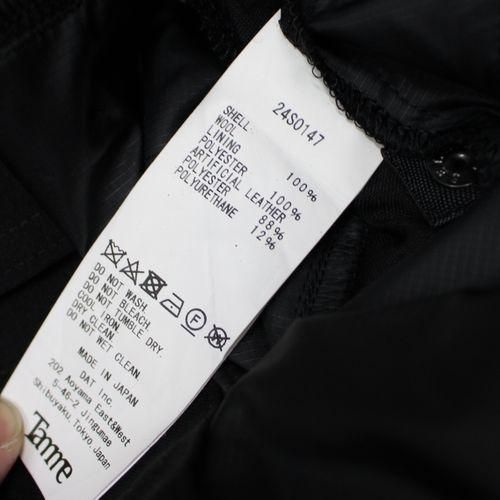 24S0147
SHELL:
WOOL 100%
LINING
POLYESTER 100%
ARTIFICIAL LEATHER
POLYESTER 88%
POLYURETHANE 12%
P F
DO NOT WASH.
DO NOT BLEACH.
DO NOT TUMBLE DRY.
COOL IRON.
DRY CLEAN.
DO NOT WET CLEAN.
MADE IN JAPAN
DAT Inc.
202 Aoyama East&West
5-46-2 Jingumae
Shibuyaku,Tokyo,Japan
Tamme